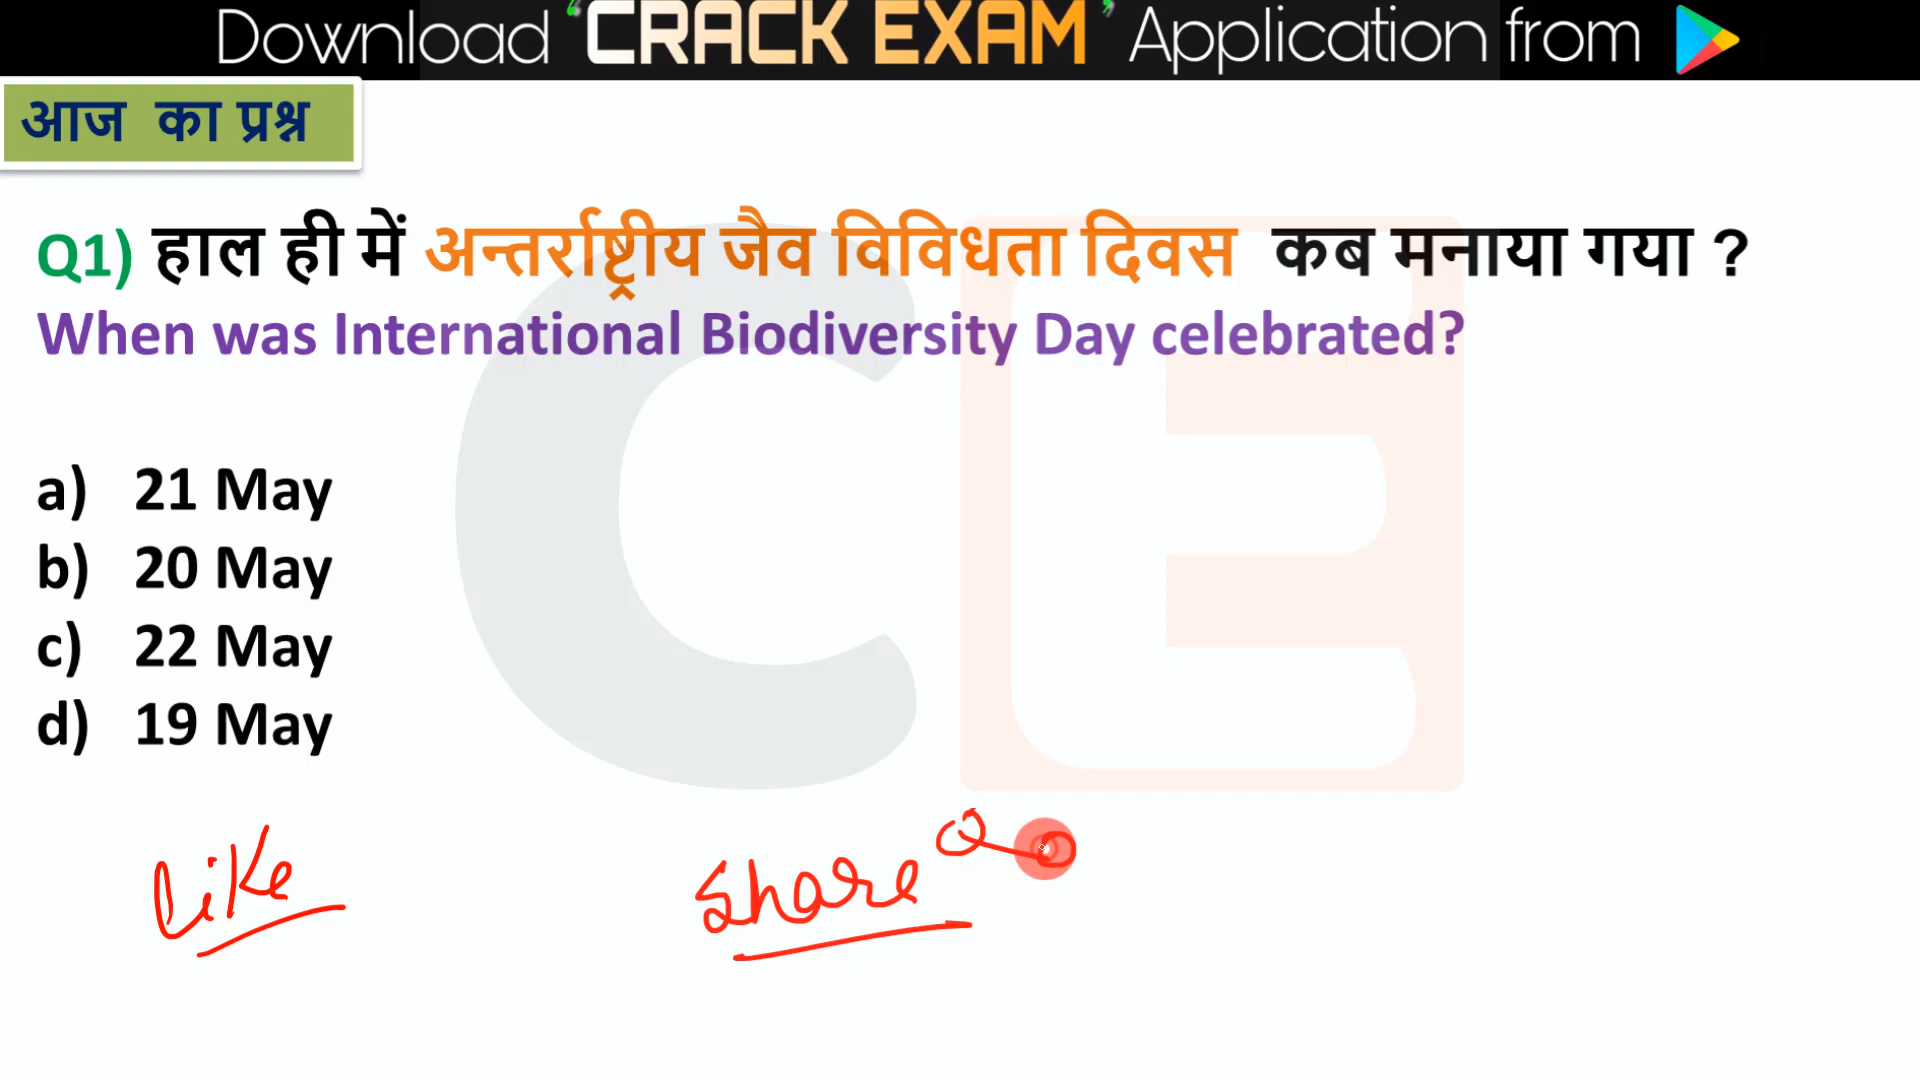 Download ‘CRACK EXAM’ Application from
आज का प्रश्न
Q1) हाल ही में अन्तर्राष्ट्रीय जैव विविधता दिवस कब मनाया गया ?
When was International Biodiversity Day celebrated?
a) 21 May
b) 20 May
c) 22 May
d) 19 May
Like
Share
CE